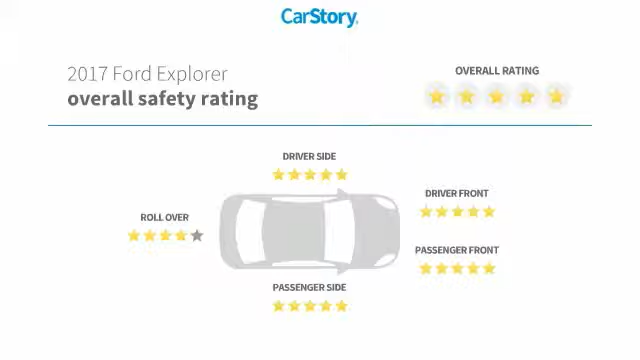 CarStory
2017 Ford Explorer
overall safety rating
OVERALL RATING
DRIVER SIDE
DRIVER FRONT
ROLL OVER
PASSENGER FRONT
PASSENGER SIDE